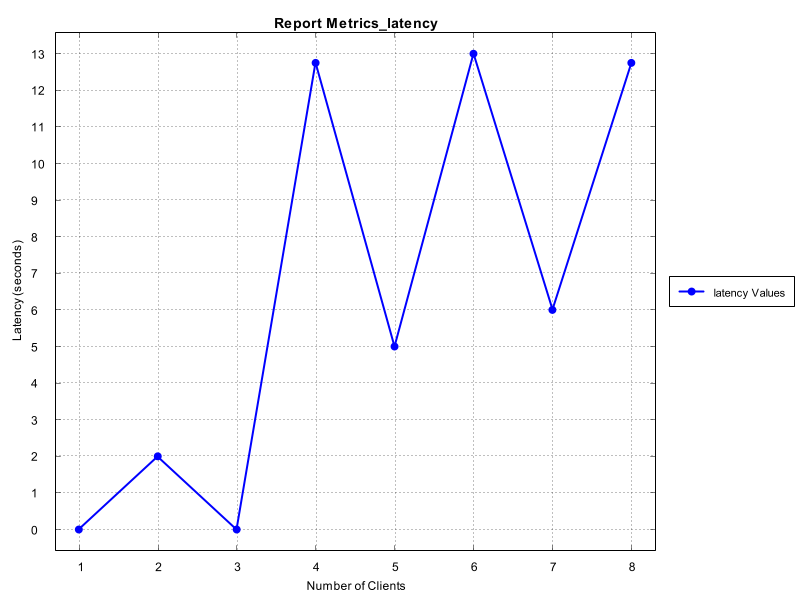 Report Metrics_latency
13
12
11
10
9
8
7
6
5
4
3
2
1
0
Latency (seconds)
1 2 3 4 5 6 7 8
Number of Clients
latency Values